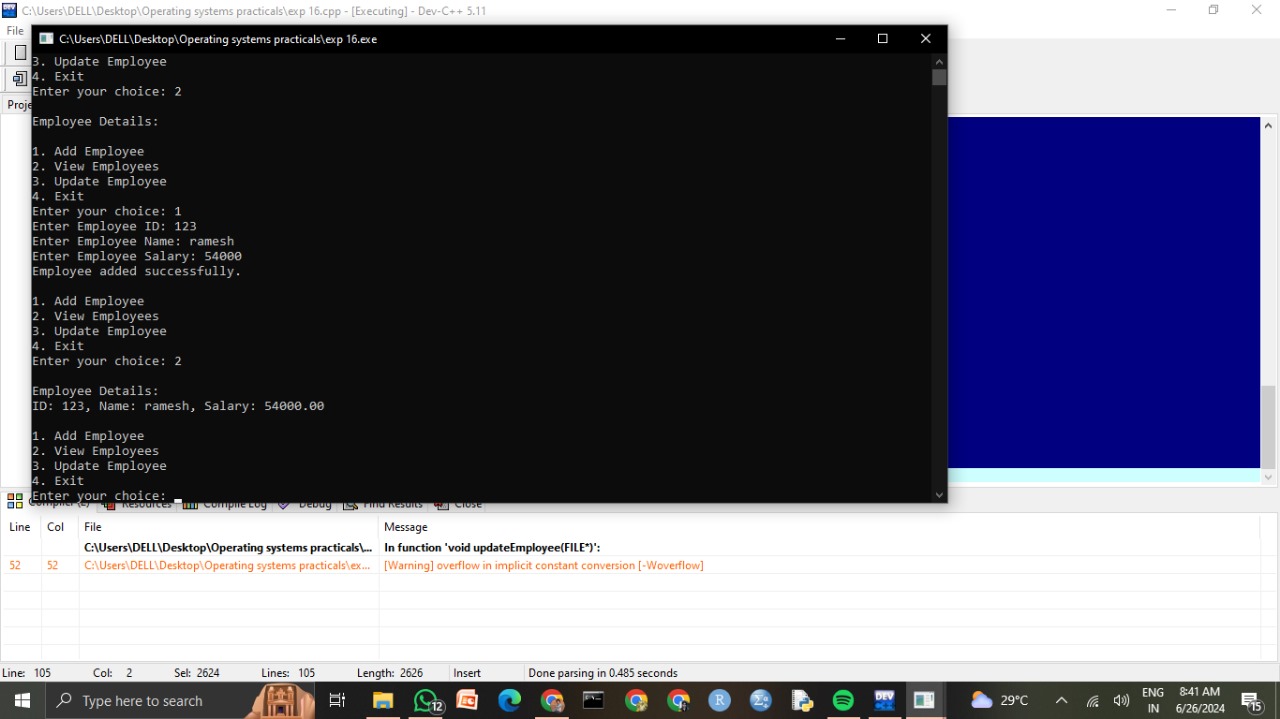 C:\Users\DELL\Desktop\Operating systems practicals\exp 16.cpp - [Executing] - Dev-C++ 5.11
File
C:\Users\DELL\Desktop\Operating systems practicals\exp 16.exe
3. Update Employee
4. Exit
Enter your choice: 2
Proje
Employee Details:
1. Add Employee
2. View Employees
3. Update Employee
4. Exit
Enter your choice: 1
Enter Employee ID: 123
Enter Employee Name: ramesh
Enter Employee Salary: 54000
Employee added successfully.
1. Add Employee
2. View Employees
3. Update Employee
4. Exit
Enter your choice: 2
Employee Details:
ID: 123, Name: ramesh, Salary: 54000.00
1. Add Employee
2. View Employees
3. Update Employee
4. Exit
Enter your choice:
Compiler (2) Resources Compile Log Debug Find Results Close
Line Col File Message
C:\Users\DELL\Desktop\Operating systems practicals\... In function 'void updateEmployee(FILE*)':
52 52 C:\Users\DELL\Desktop\Operating systems practicals\ex... [Warning] overflow in implicit constant conversion [-Woverflow]
Line: 105 Col: 2 Sel: 2624 Lines: 105 Length: 2626 Insert Done parsing in 0.485 seconds
Type here to search 12 29°C ENG IN 8:41 AM 6/26/2024 15